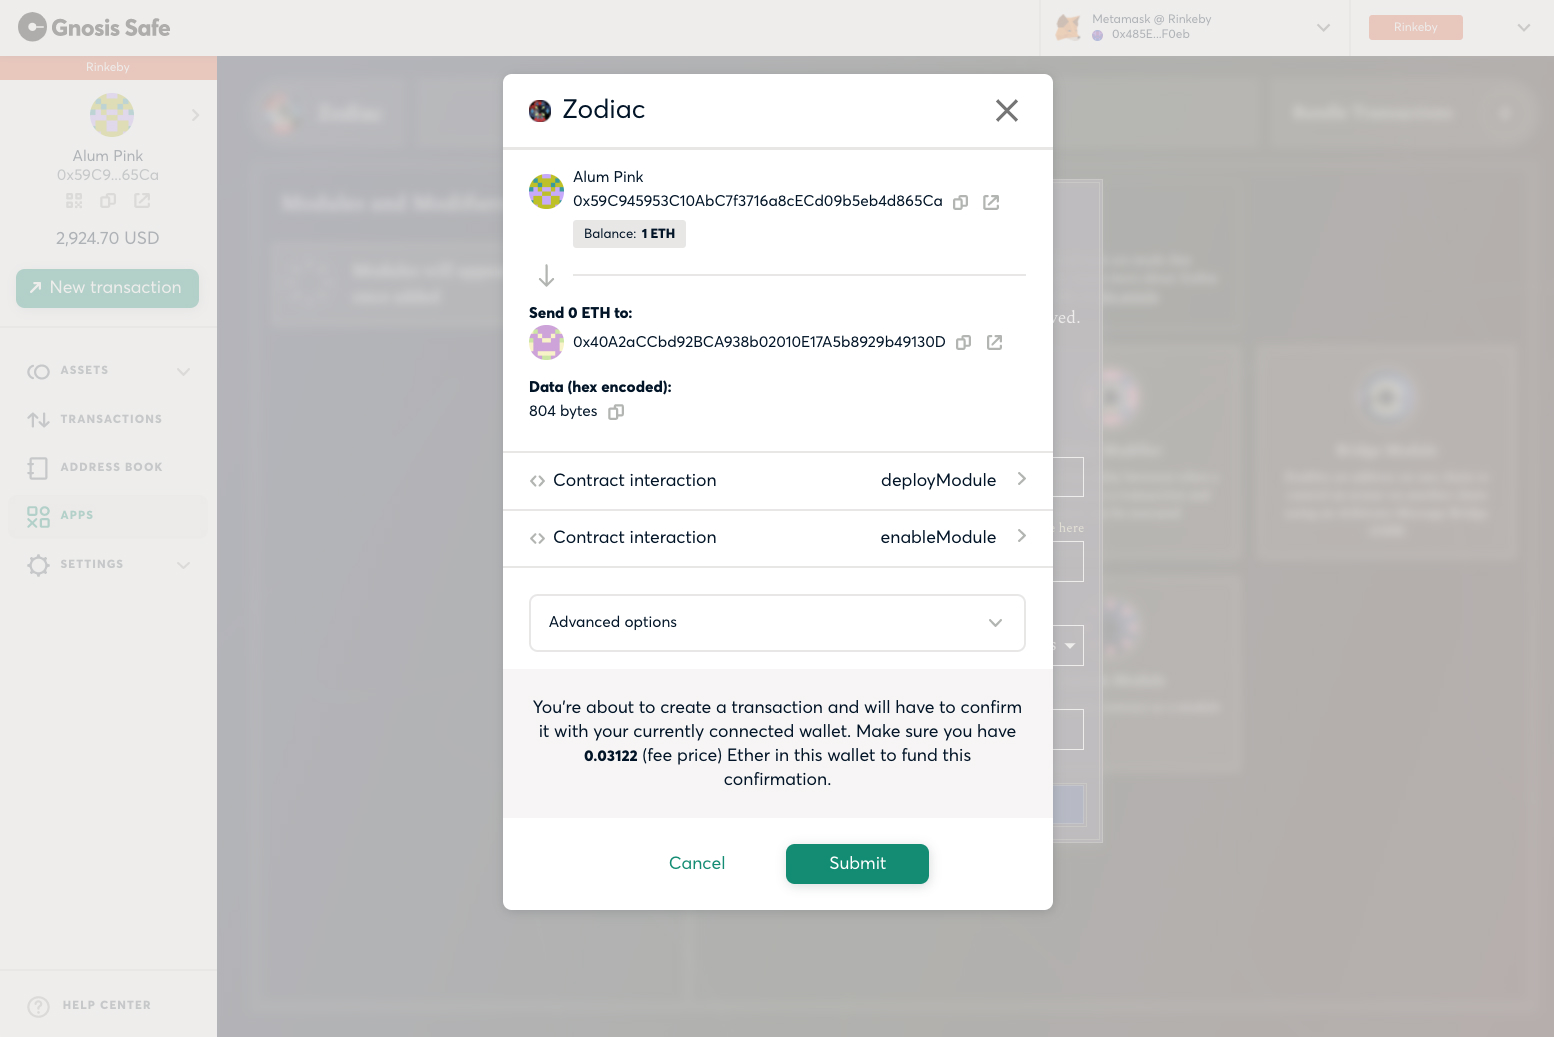 Gnosis Safe
Metamask @ Rinkeby
0x485E...F0eb
Rinkeby
Rinkeby
Alum Pink
0x59C9...65Ca
2,924.70 USD
New transaction
ASSETS
TRANSACTIONS
ADDRESS BOOK
APPS
SETTINGS
HELP CENTER
Zodiac
Zodiac
Alum Pink
0x59C945953C10AbC7f3716a8cECd09b5eb4d865Ca
Balance: 1 ETH
Send 0 ETH to:
0x40A2aCCbd92BCA938b02010E17A5b8929b49130D
Data (hex encoded):
804 bytes
Contract interaction deployModule
Contract interaction enableModule
Advanced options
You're about to create a transaction and will have to confirm
it with your currently connected wallet. Make sure you have
0.03122 (fee price) Ether in this wallet to fund this
confirmation.
Cancel
Submit
Bundle Transactions
here